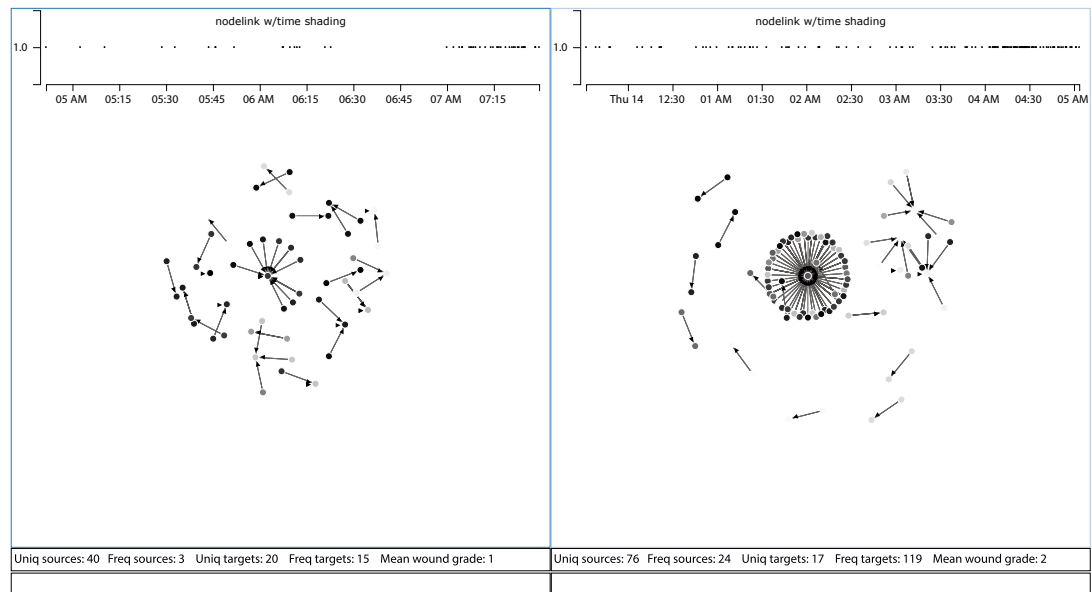 nodelink w/time shading
1.0
05 AM 05:15 05:30 05:45 06 AM 06:15 06:30 06:45 07 AM 07:15
Uniq sources: 40 Freq sources: 3 Uniq targets: 20 Freq targets: 15 Mean wound grade: 1
nodelink w/time shading
1.0
Thu 14 12:30 01 AM 01:30 02 AM 02:30 03 AM 03:30 04 AM 04:30 05 AM
Uniq sources: 76 Freq sources: 24 Uniq targets: 17 Freq targets: 119 Mean wound grade: 2